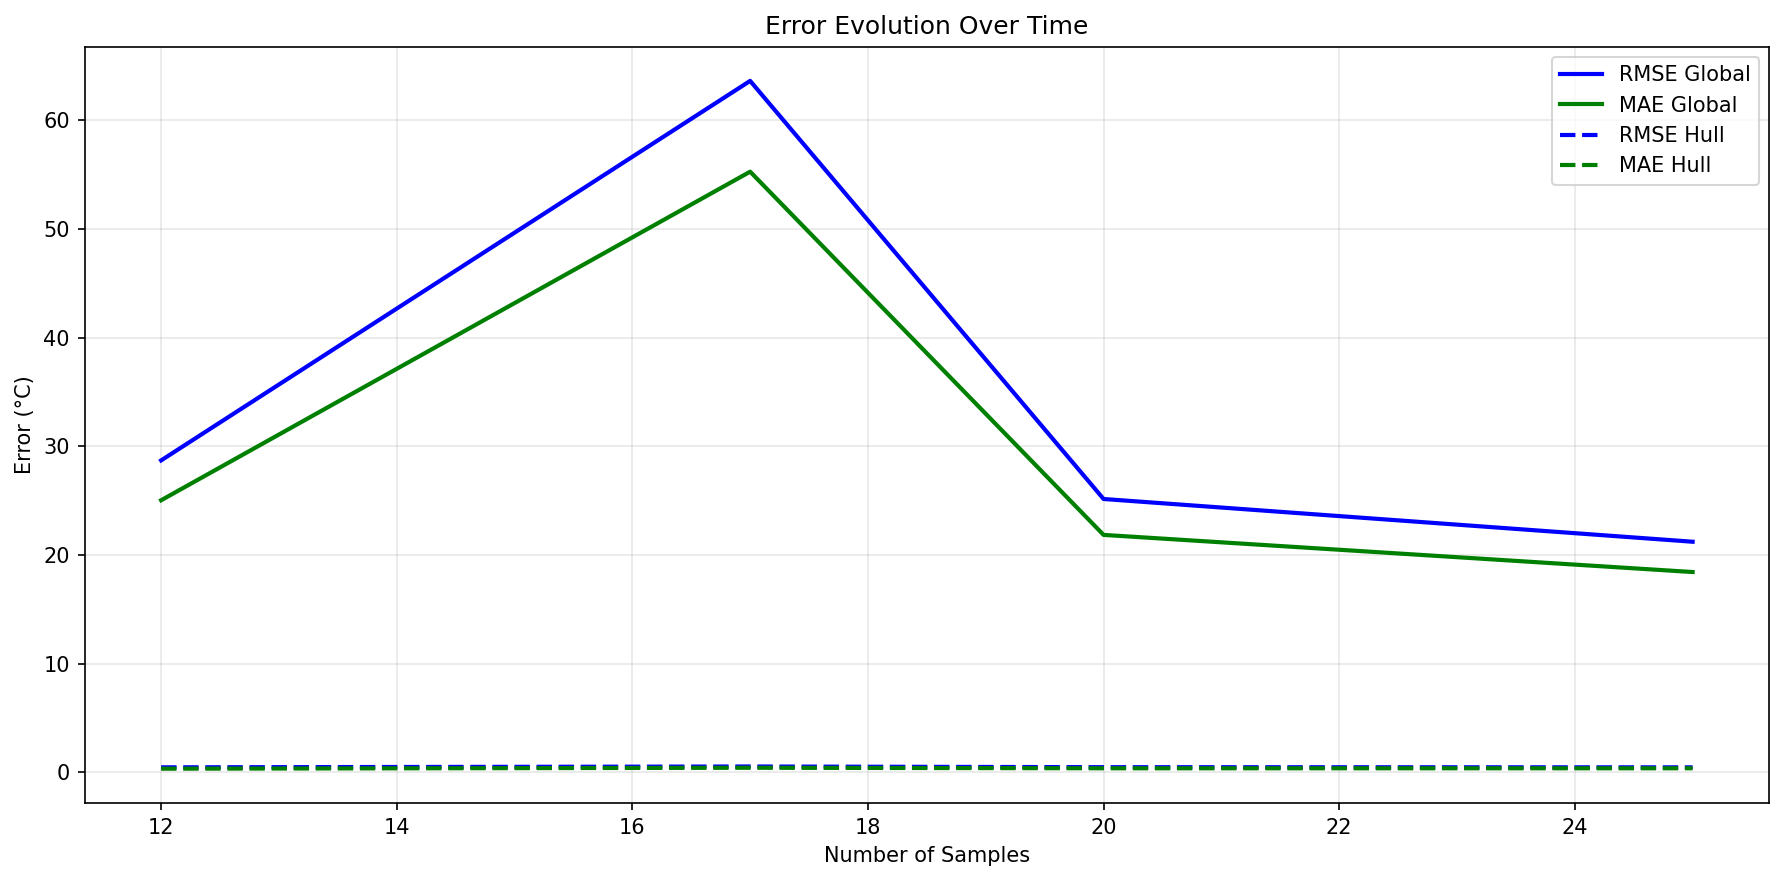 Error Evolution Over Time
RMSE Global
MAE Global
RMSE Hull
MAE Hull
Error (°C)
60
50
40
30
20
10
0
12 14 16 18 20 22 24
Number of Samples